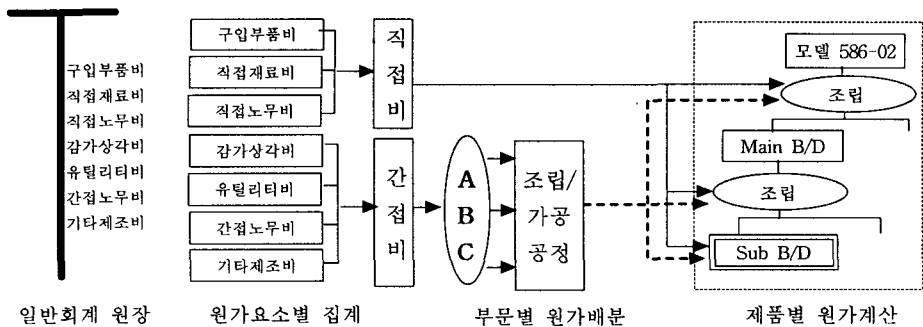 구입부품비
직접재료비
직접노무비
감가상각비
유틸리티비
간접노무비
기타제조비
일반회계 원장
구입부품비
직접재료비
직접노무비
감가상각비
유틸리티비
간접노무비
기타제조비
원가요소별 집계
직
접
비
간
접
비
A
B
C
조립/
가공
공정
부문별 원가배분
모델 586-02
조립
Main B/D
조립
Sub B/D
제품별 원가계산